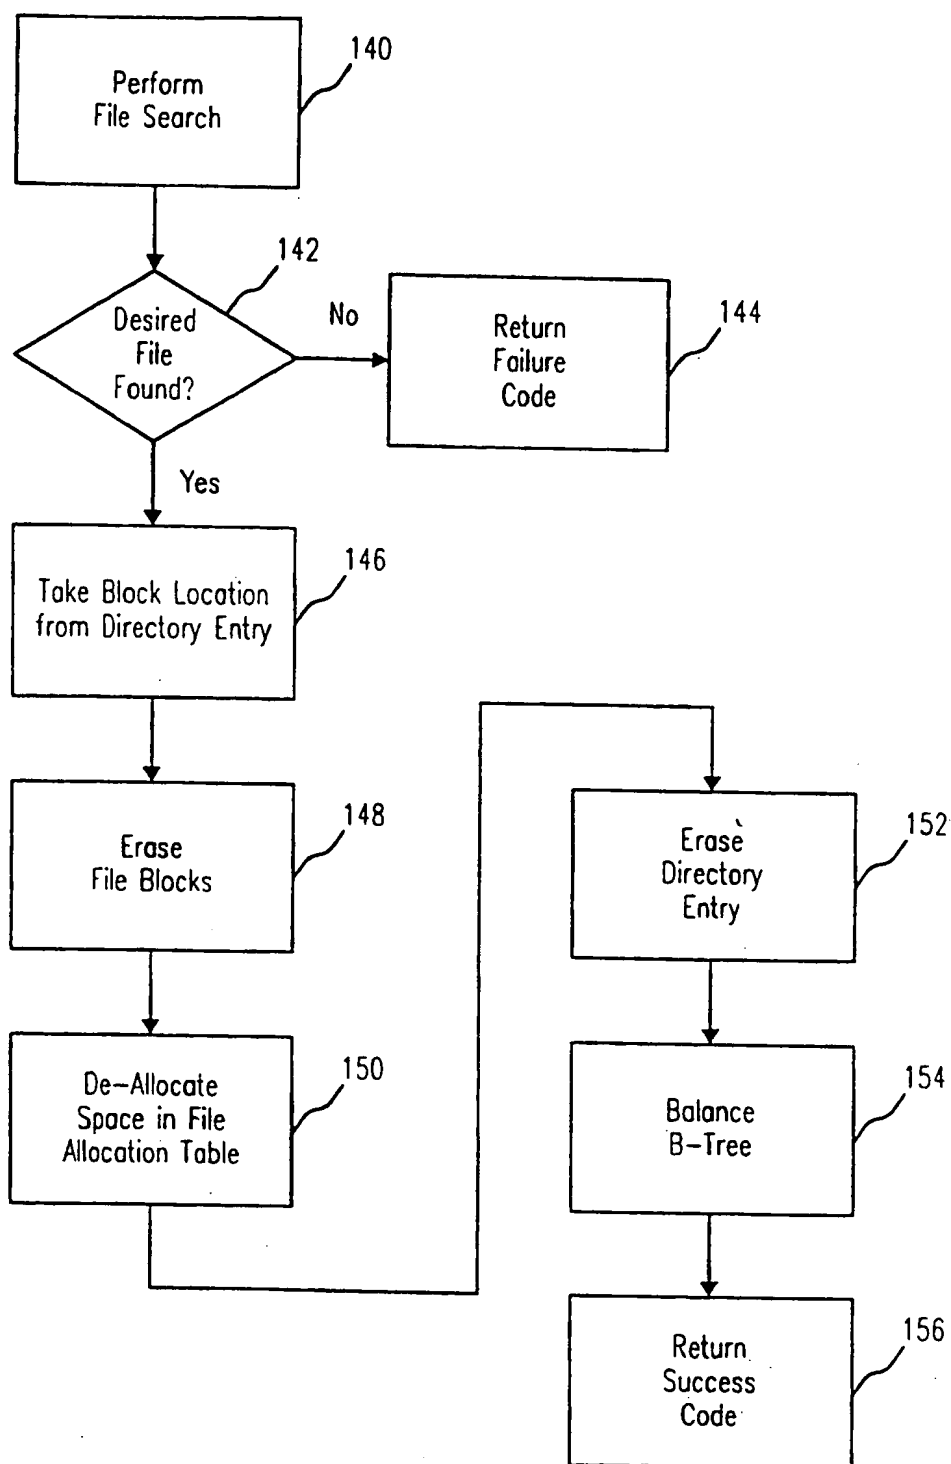 140
Perform
File Search
142
Desired
File
Found?
No
Return
Failure
Code
144
Yes
146
Take Block Location
from Directory Entry
148
Erase
File Blocks
150
De-Allocate
Space in File
Allocation Table
152
Erase
Directory
Entry
154
Balance
B-Tree
156
Return
Success
Code